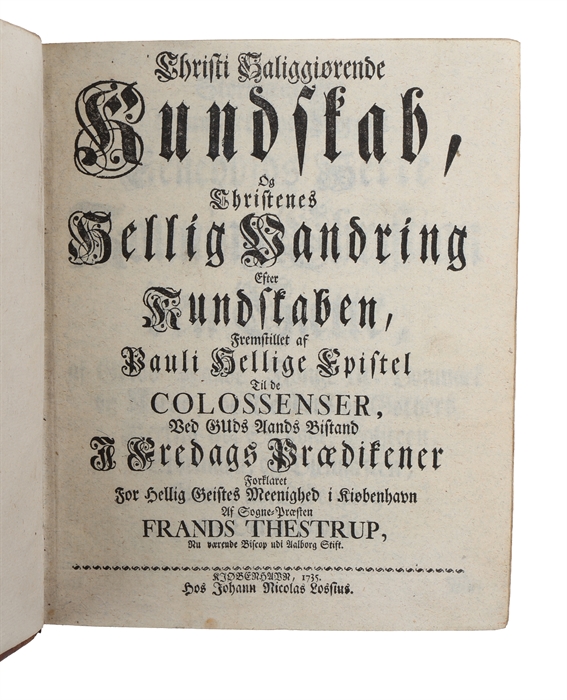 Christi Saliggiørende
Kundskab,
Og
Christenes
Hellig Vandring
Efter
Kundskaben,
Fremstillet af
Pauli Hellige Epistel
Til de
COLOSSENSER,
Ved GUds Aands Bistand
I Fredags Prædikener
Forklaret
For Hellig Geistes Meenighed i Kiøbenhavn
Af Sogne-Præsten
FRANDS THESTRUP,
Nu værende Biscop udi Aalborg Stift.
KIØBENHAVN, 1735.
Hos Johann Nicolas Lossius.